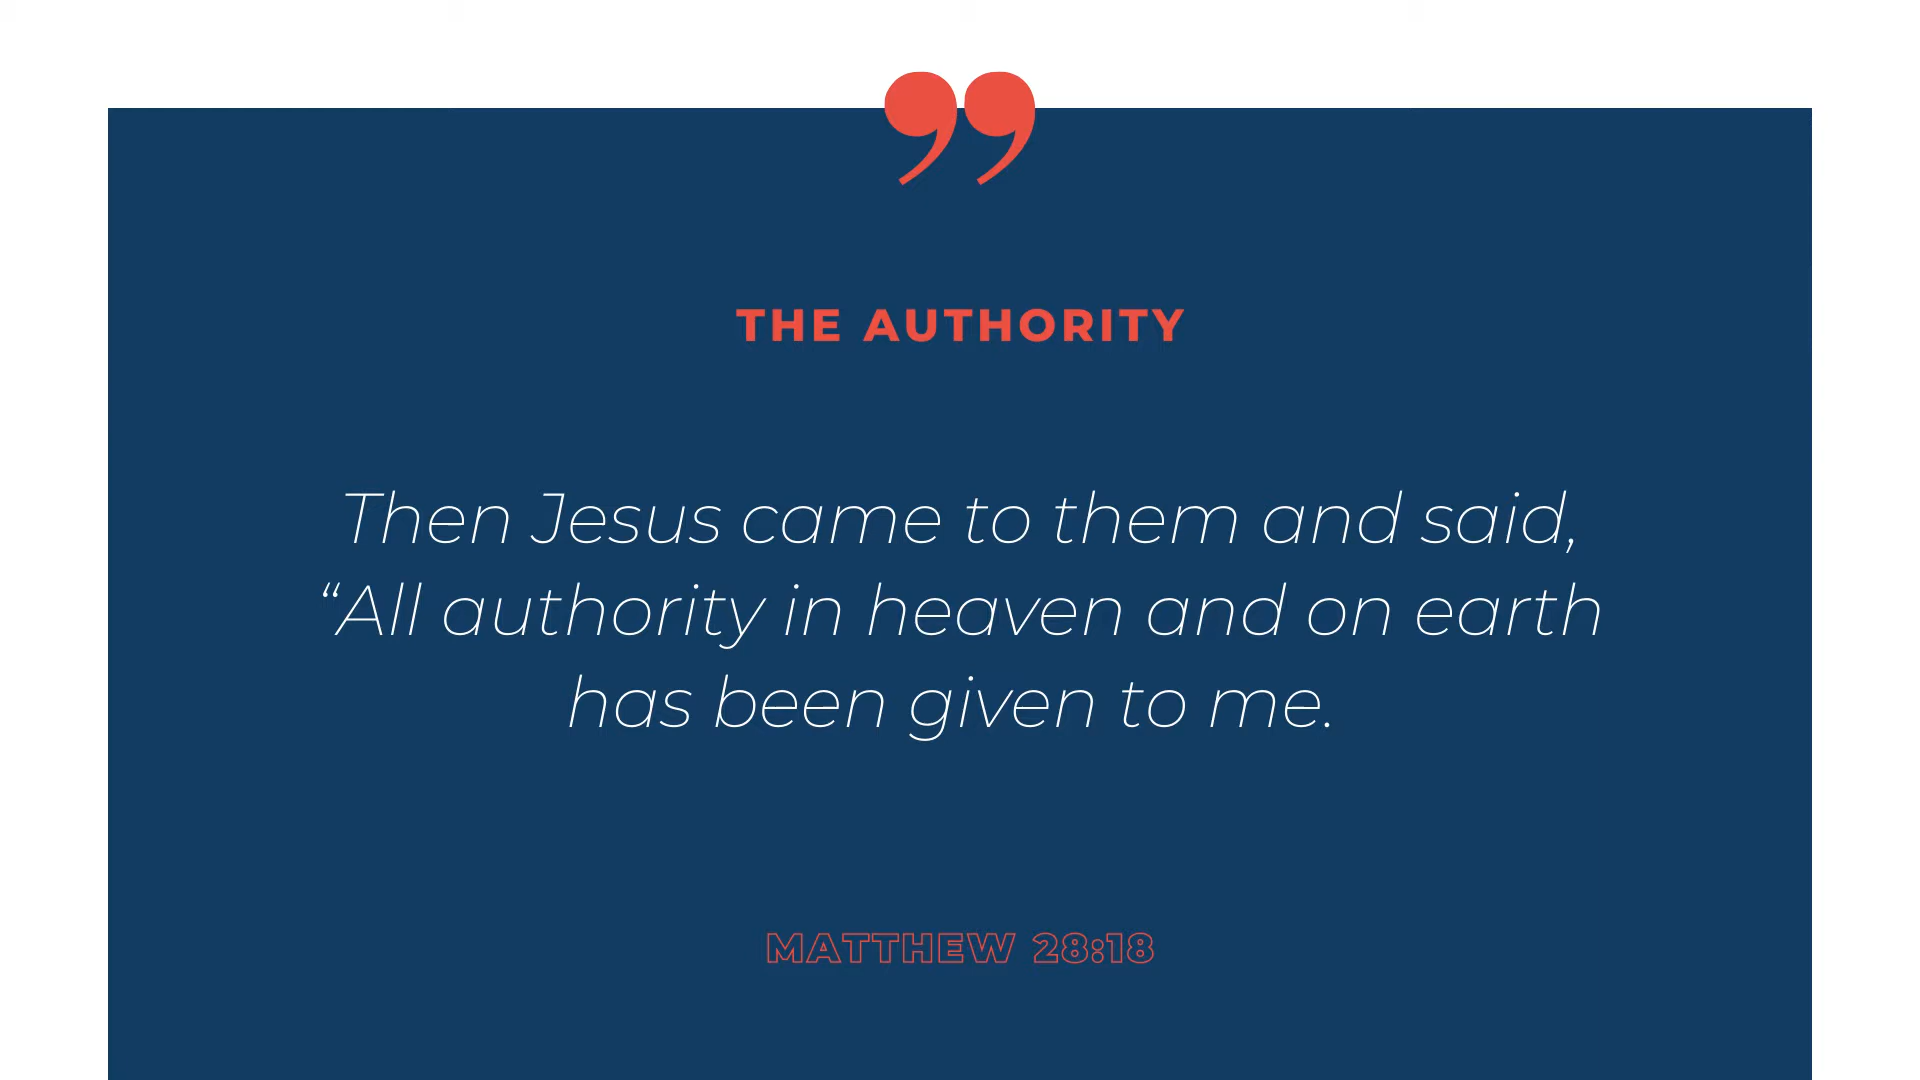 ”
THE AUTHORITY
Then Jesus came to them and said,
“All authority in heaven and on earth
has been given to me.
MATTHEW 28:18